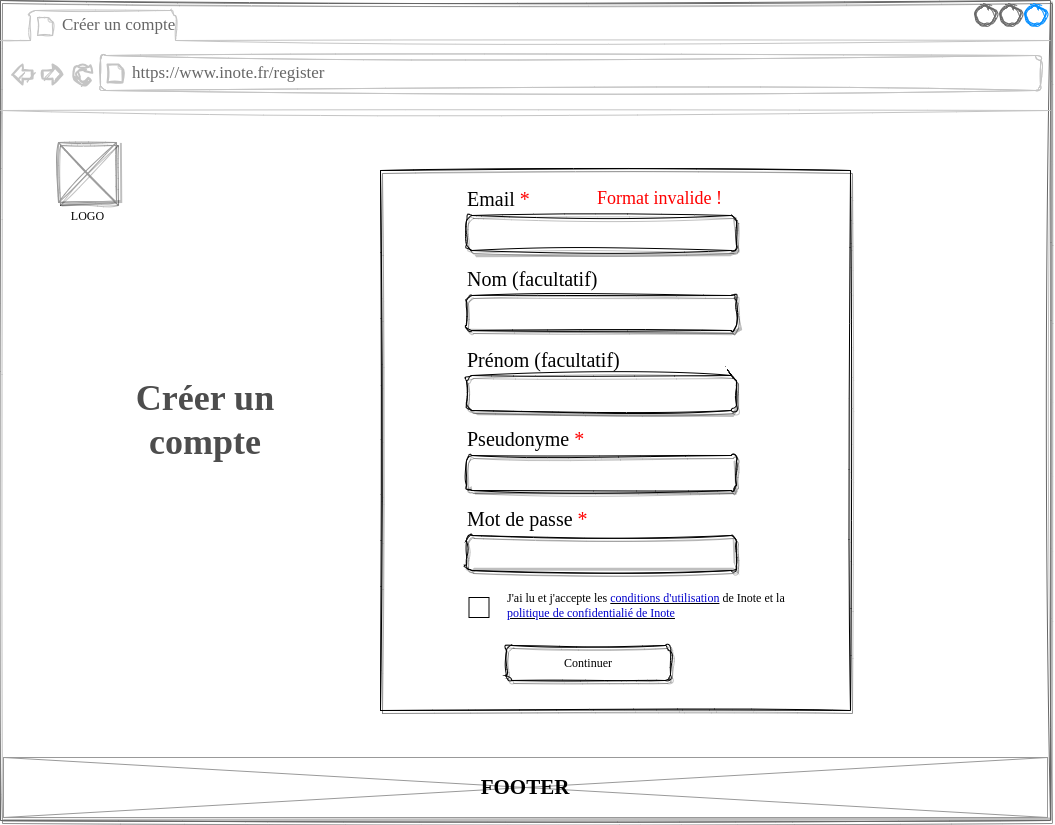 Créer un compte
https://www.inote.fr/register
LOGO
Email * Format invalide !
Nom (facultatif)
Prénom (facultatif)
Créer un
compte
Pseudonyme *
Mot de passe *
J'ai lu et j'accepte les conditions d'utilisation de Inote et la
politique de confidentialié de Inote
Continuer
FOOTER